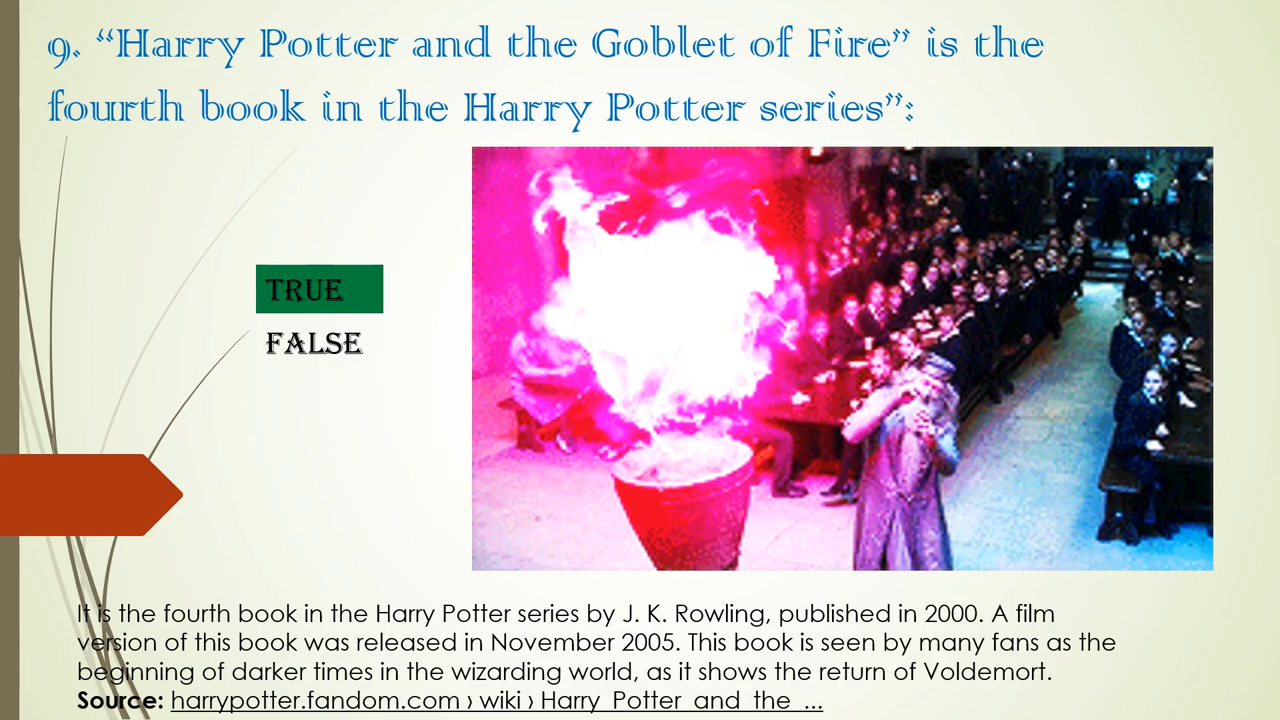 9. “Harry Potter and the Goblet of Fire” is the
fourth book in the Harry Potter series”:
TRUE
FALSE
It is the fourth book in the Harry Potter series by J. K. Rowling, published in 2000. A film
version of this book was released in November 2005. This book is seen by many fans as the
beginning of darker times in the wizarding world, as it shows the return of Voldemort.
Source: harrypotter.fandom.com › wiki › Harry_Potter_and_the_...